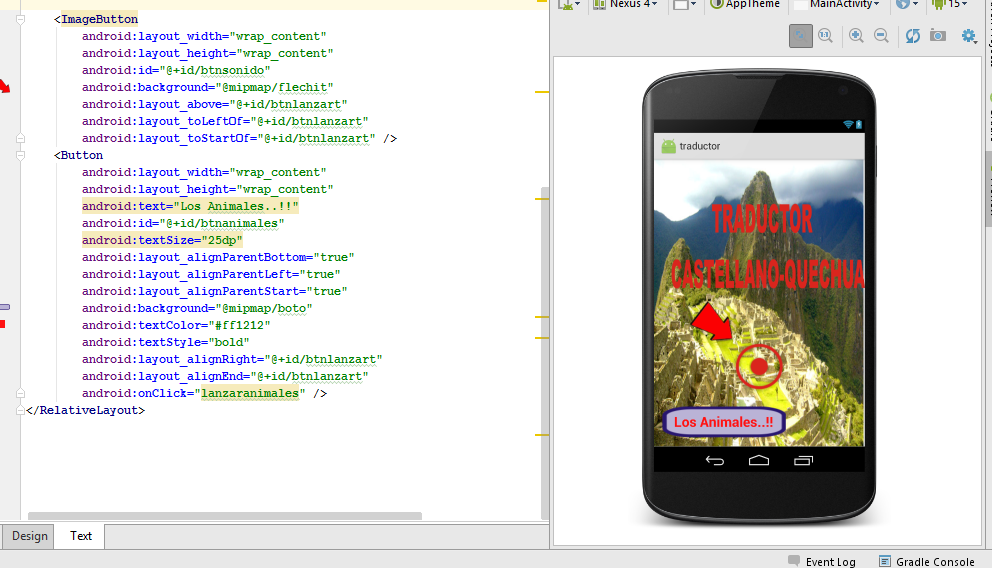 <ImageButton
android:layout_width="wrap_content"
android:layout_height="wrap_content"
android:id="@+id/btnsonido"
android:background="@mipmap/flechit"
android:layout_above="@+id/btnlanzart"
android:layout_toLeftOf="@+id/btnlanzart"
android:layout_toStartOf="@+id/btnlanzart" />
<Button
android:layout_width="wrap_content"
android:layout_height="wrap_content"
android:text="Los Animales..!!"
android:id="@+id/btnanimales"
android:textSize="25dp"
android:layout_alignParentBottom="true"
android:layout_alignParentLeft="true"
android:layout_alignParentStart="true"
android:background="@mipmap/boto"
android:textColor="#ff1212"
android:textStyle="bold"
android:layout_alignRight="@+id/btnlanzart"
android:layout_alignEnd="@+id/btnlanzart"
android:onClick="lanzaranimales" />
</RelativeLayout>
Design Text
Nexus 4 AppTheme MainActivity 15
1:1
traductor
TRADUCTOR
CASTELLANO-QUECHUA
Los Animales..!!
Event Log Gradle Console